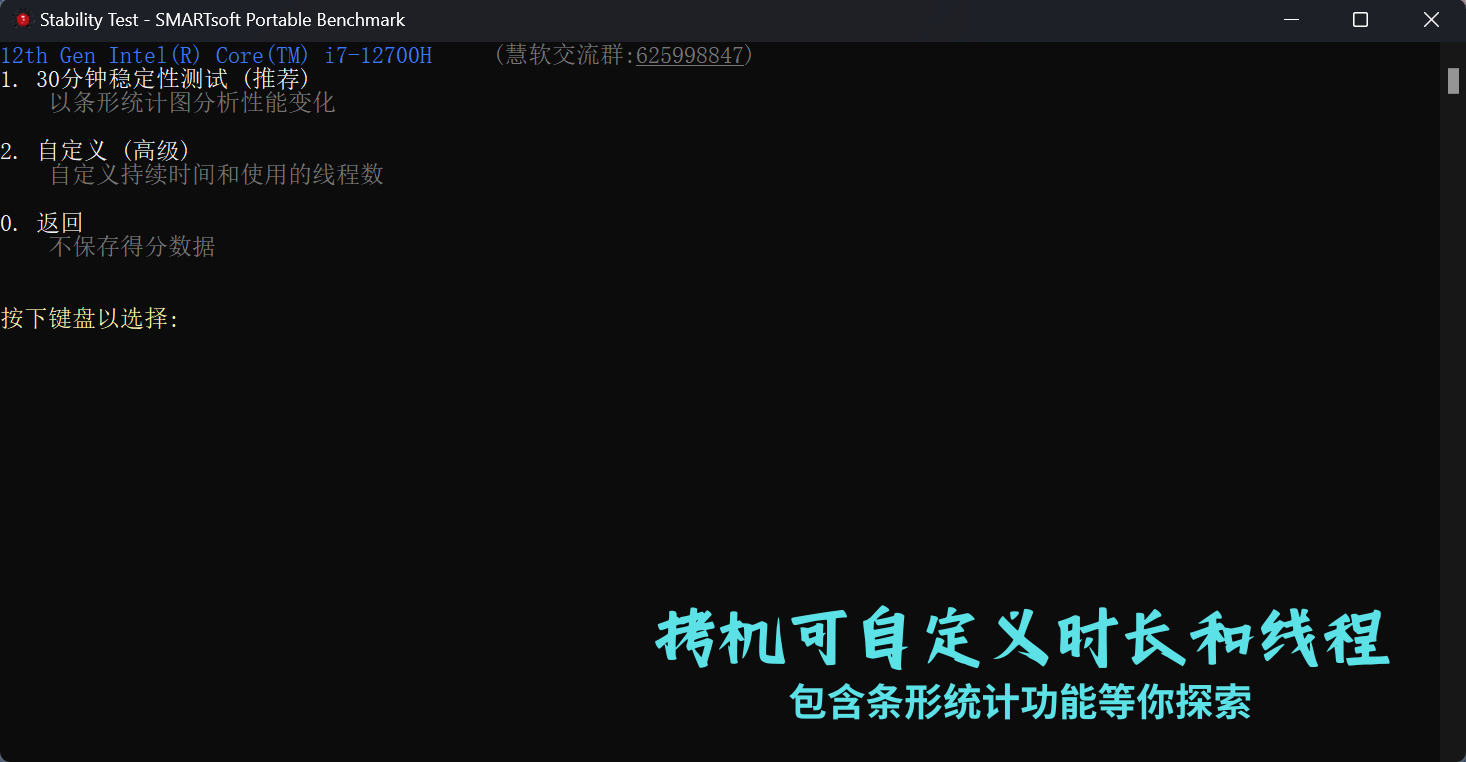 Stability Test - SMARTsoft Portable Benchmark
12th Gen Intel(R) Core(TM) i7-12700H (慧软交流群:625998847)
1. 30分钟稳定性测试 (推荐)
以条形统计图分析性能变化
2. 自定义 (高级)
自定义持续时间和使用的线程数
0. 返回
不保存得分数据
按下键盘以选择:
拷机可自定义时长和线程
包含条形统计功能等你探索